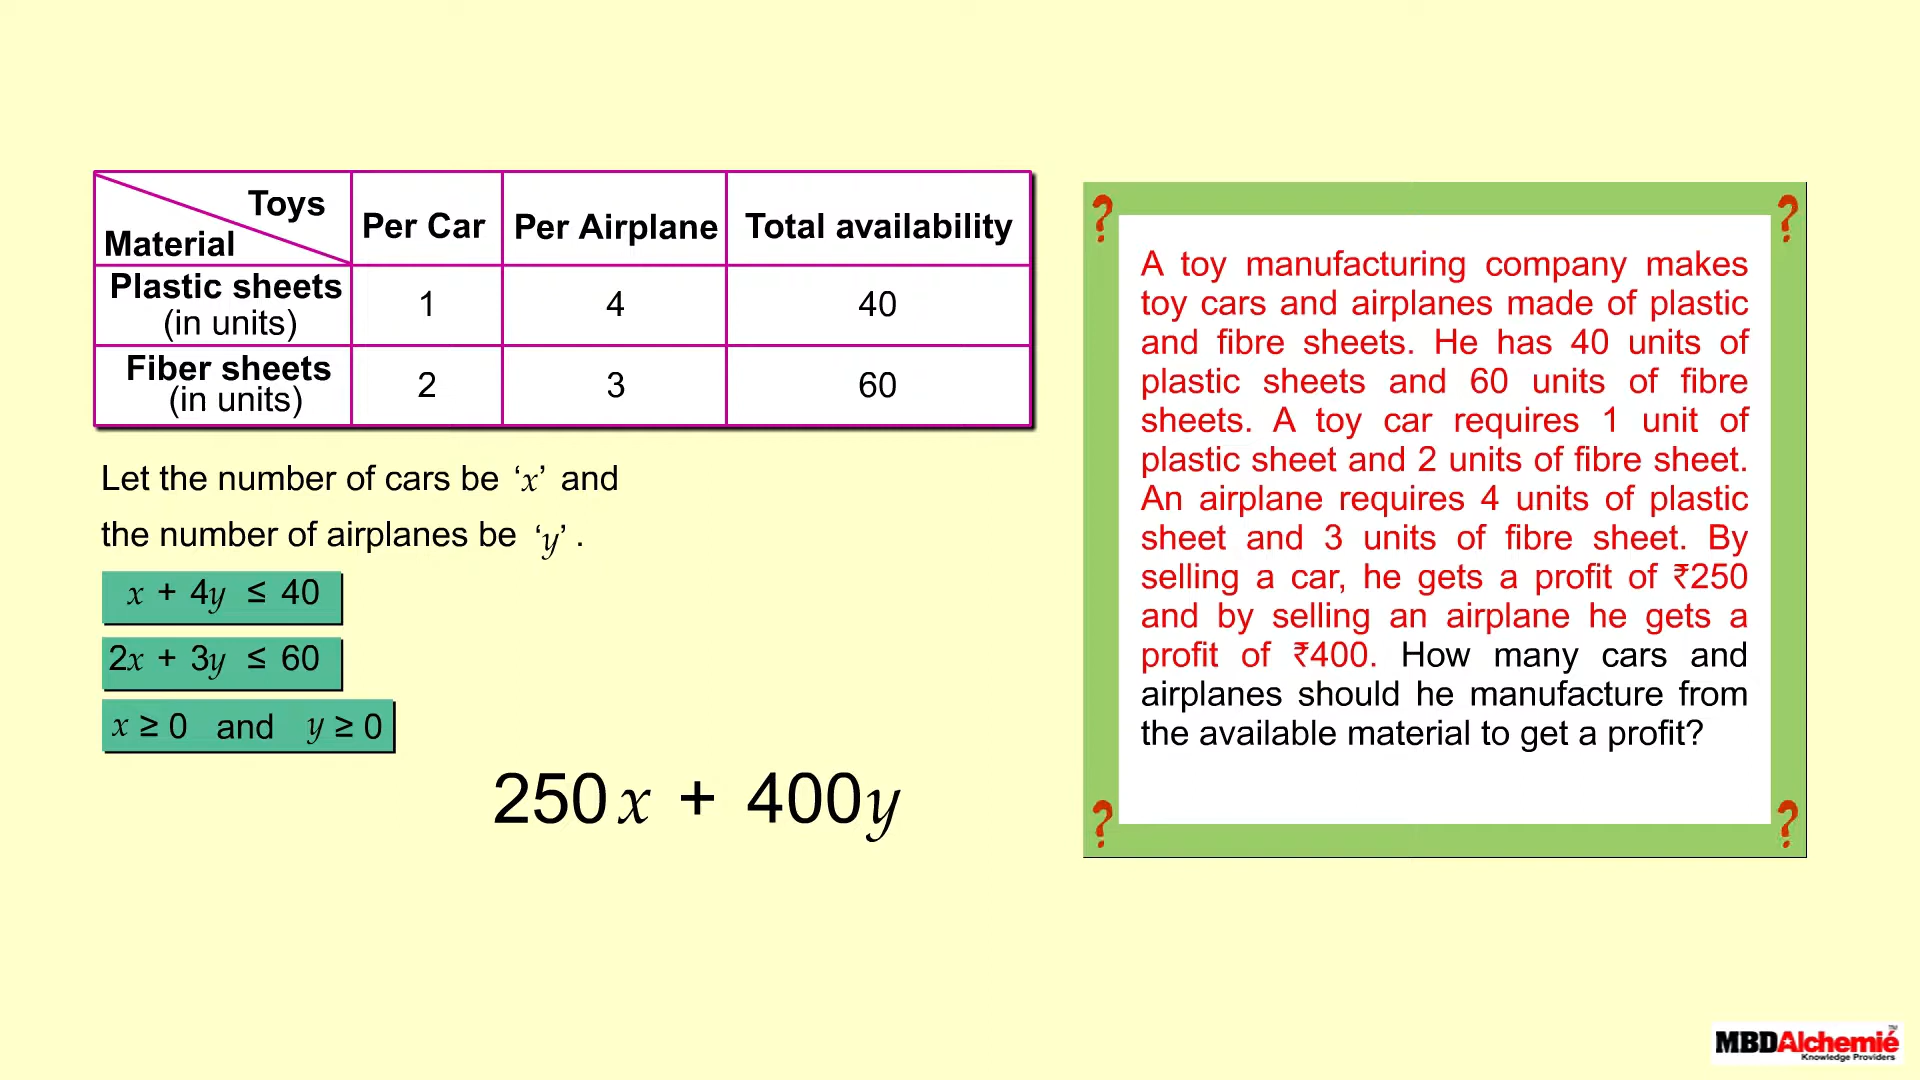 Toys
Material
Per Car
Per Airplane
Total availability
Plastic sheets
(in units)
1
4
40
Fiber sheets
(in units)
2
3
60
Let the number of cars be ‘x’ and
the number of airplanes be ‘y’ .
x + 4y ≤ 40
2x + 3y ≤ 60
x ≥ 0 and y ≥ 0
250x + 400y
?
?
A toy manufacturing company makes
toy cars and airplanes made of plastic
and fibre sheets. He has 40 units of
plastic sheets and 60 units of fibre
sheets. A toy car requires 1 unit of
plastic sheet and 2 units of fibre sheet.
An airplane requires 4 units of plastic
sheet and 3 units of fibre sheet. By
selling a car, he gets a profit of ₹250
and by selling an airplane he gets a
profit of ₹400. How many cars and
airplanes should he manufacture from
the available material to get a profit?
?
?
MBDAlchemié™
Knowledge Providers